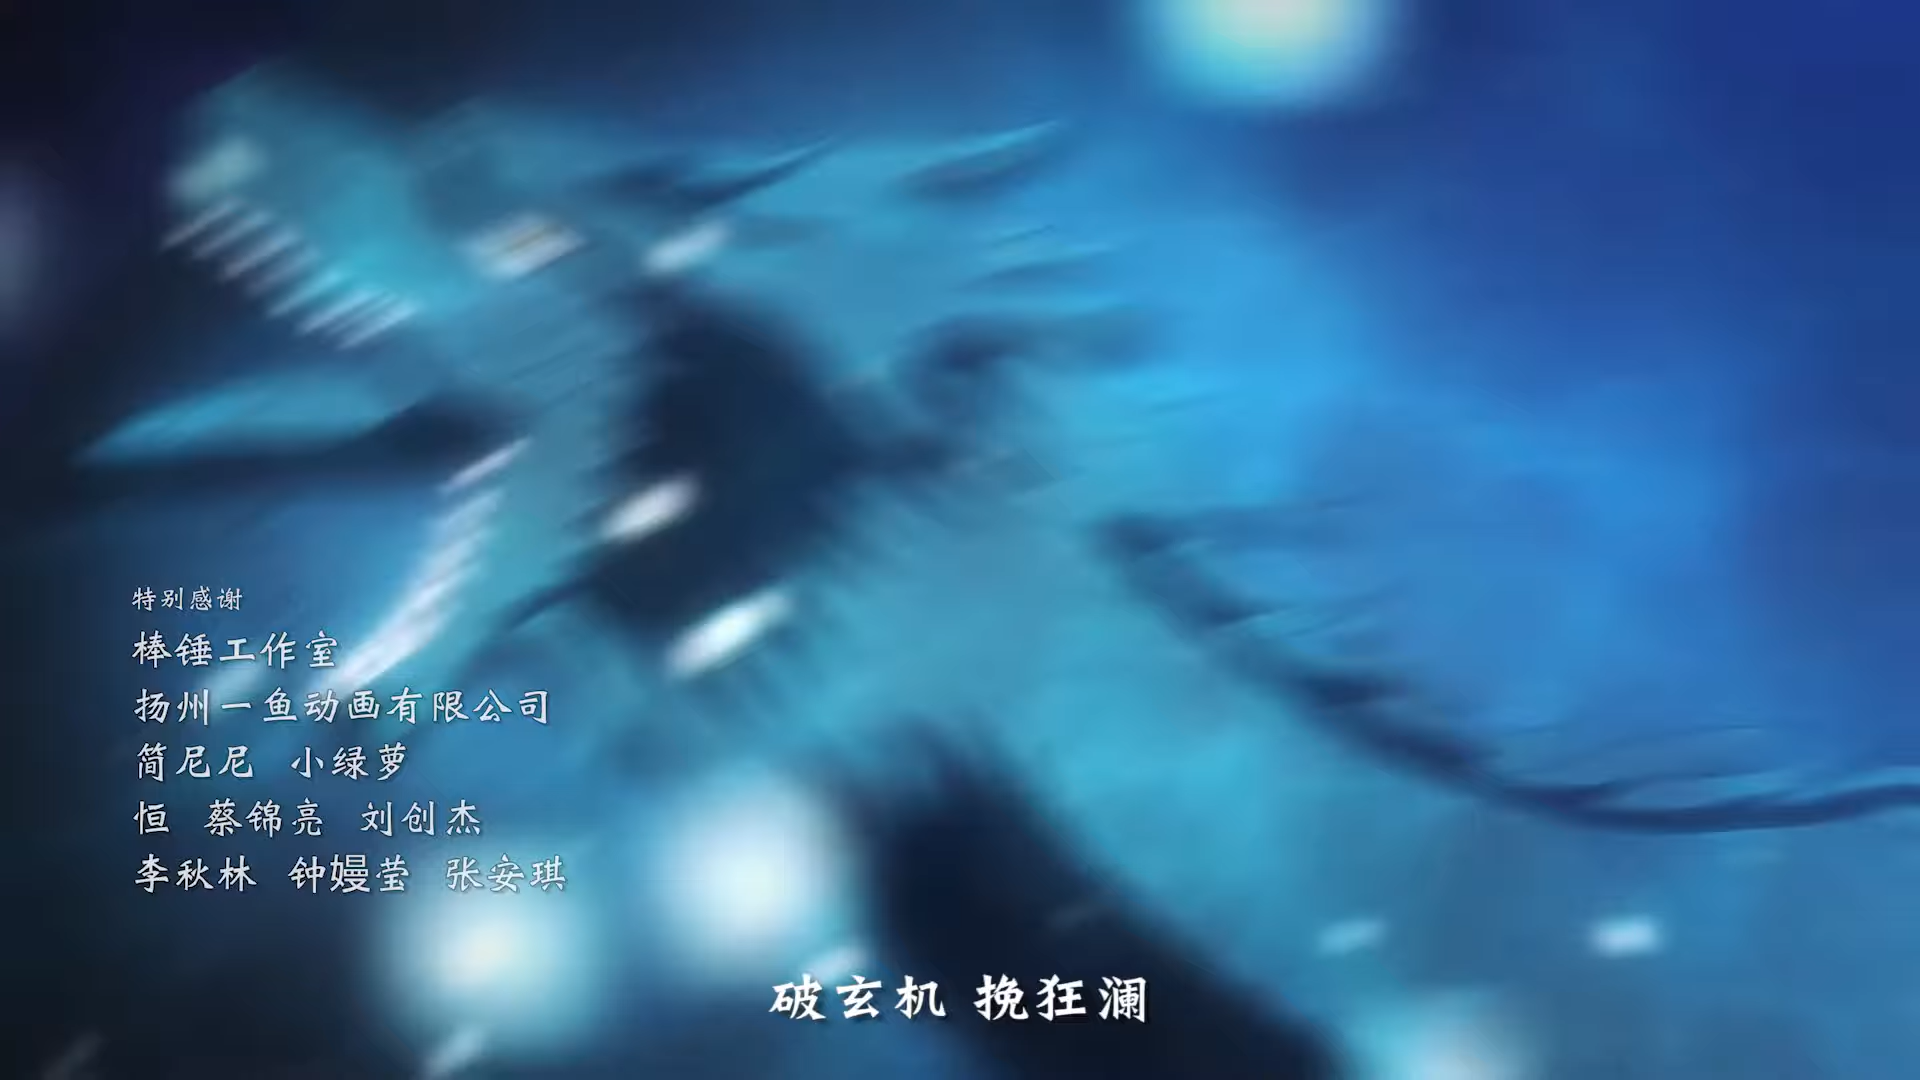 特别感谢
棒锤工作室
扬州一鱼动画有限公司
简尼尼 小绿萝
恒 蔡锦亮 刘创杰
李秋林 钟嫚莹 张安琪
破玄机 挽狂澜